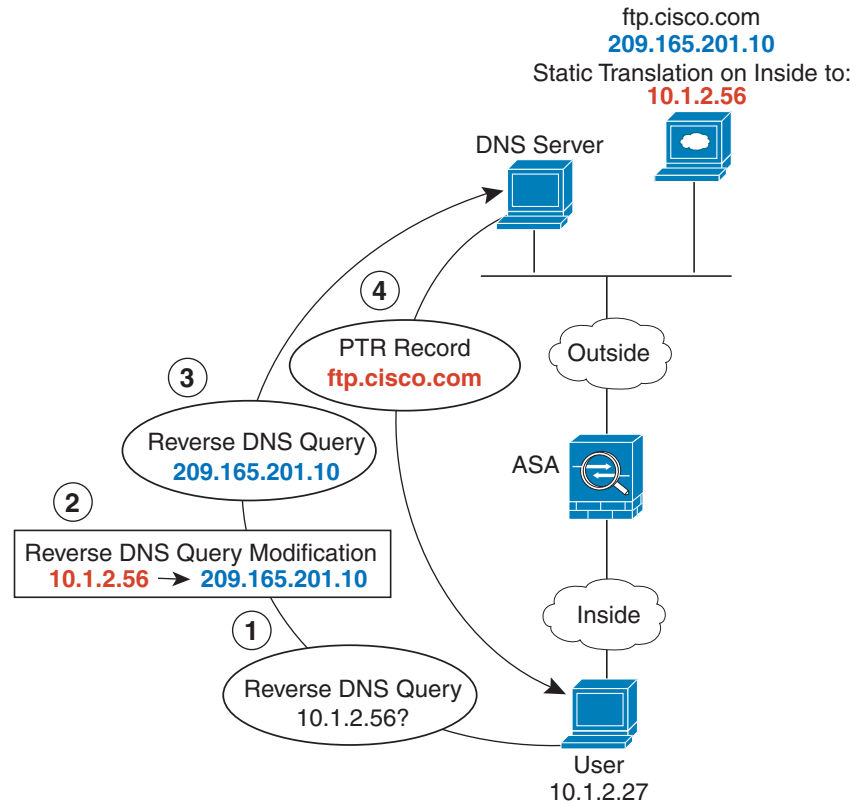 ftp.cisco.com
209.165.201.10
Static Translation on Inside to:
10.1.2.56
DNS Server
4
PTR Record
ftp.cisco.com
Outside
3
Reverse DNS Query
209.165.201.10
ASA
2
Reverse DNS Query Modification
10.1.2.56 → 209.165.201.10
1
Inside
Reverse DNS Query
10.1.2.56?
User
10.1.2.27